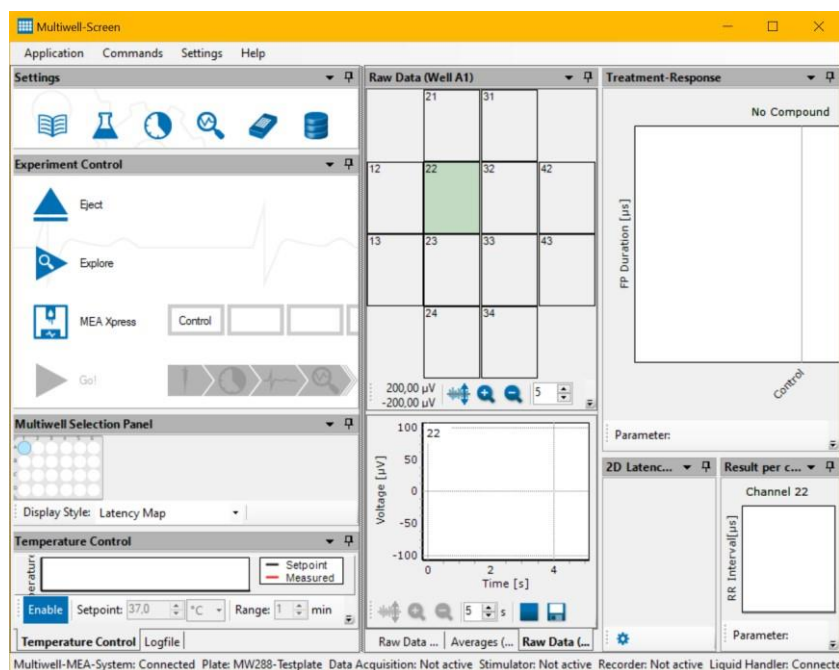 Multiwell-Screen
Application Commands Settings Help
Settings
Experiment Control
Eject
Explore
MEA Xpress
Control
Go!
Multiwell Selection Panel
Display Style: Latency Map
Temperature Control
Setpoint
Measured
Enable Setpoint: 37,0 °C Range: 1 min
Temperature Control Logfile
Raw Data (Well A1)
21 31
12 22 32 42
13 23 33 43
24 34
200,00 µV
-200,00 µV
5
100
22
50
0
-50
-100
Voltage [µV]
0 2 4
Time [s]
5 s
Raw Data ... Averages (... Raw Data (...
Treatment-Response
No Compound
FP Duration [µs]
Control
Parameter:
2D Latenc...
Result per c...
Channel 22
RR Interval[µs]
Parameter:
Multiwell-MEA-System: Connected Plate: MW288-Testplate Data Acquisition: Not active Stimulator: Not active Recorder: Not active Liquid Handler: